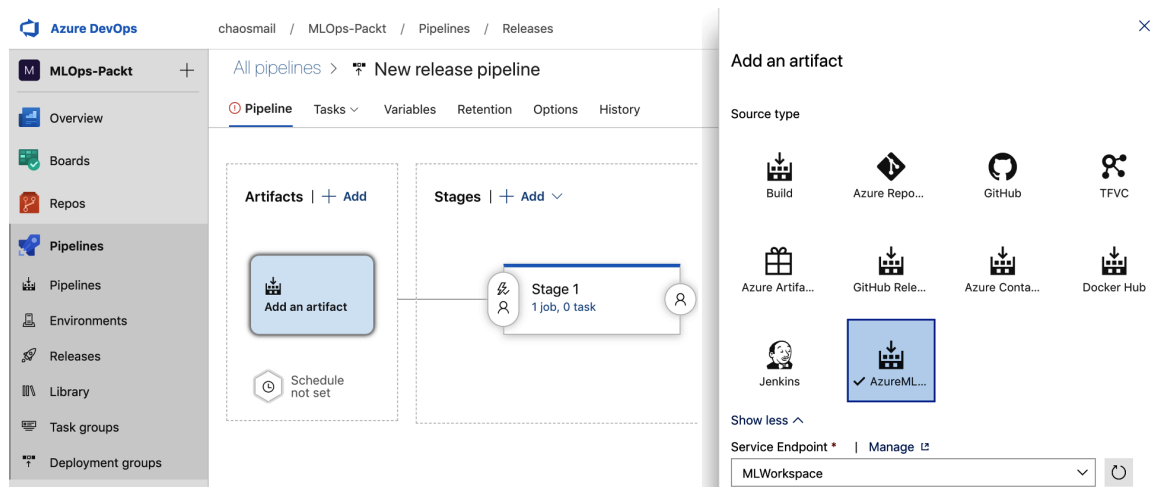 Azure DevOps
chaosmail / MLOps-Packt / Pipelines / Releases
M MLOps-Packt
Overview
Boards
Repos
Pipelines
Pipelines
Environments
Releases
Library
Task groups
Deployment groups
All pipelines > New release pipeline
Pipeline Tasks Variables Retention Options History
Artifacts | + Add
Add an artifact
Schedule
not set
Stages | + Add
Stage 1
1 job, 0 task
Add an artifact
Source type
Build Azure Repo... GitHub TFVC
Azure Artifa... GitHub Rele... Azure Conta... Docker Hub
Jenkins AzureML...
Show less
Service Endpoint * | Manage
MLWorkspace